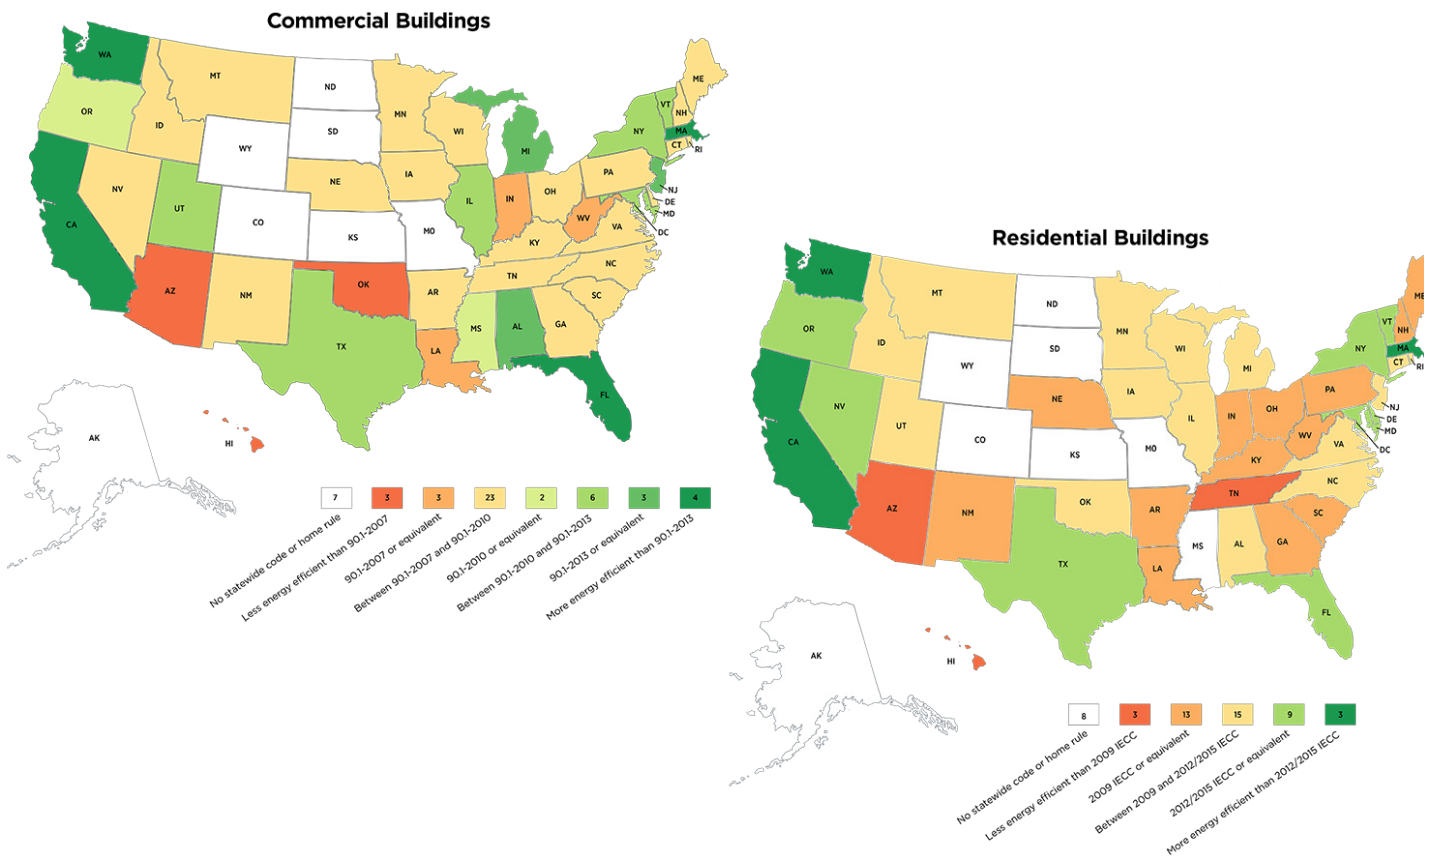 Commercial Buildings
WA
MT
ND
ME
OR
ID
MN
VT
NH
SD
WI
NY
MA
WY
MI
CT
RI
NV
NE
IA
PA
UT
IL
IN
OH
NJ
DE
CO
KS
MO
WV
MD
CA
VA
DC
KY
AZ
NM
OK
AR
TN
NC
SC
MS
AL
GA
TX
LA
FL
AK
HI
7
3
3
23
2
6
3
4
No statewide code or home rule
Less energy efficient than 90.1-2007
90.1-2007 or equivalent
Between 90.1-2007 and 90.1-2010
90.1-2010 or equivalent
Between 90.1-2010 and 90.1-2013
90.1-2013 or equivalent
More energy efficient than 90.1-2013
Residential Buildings
WA
MT
ND
ME
OR
ID
MN
VT
NH
SD
WI
NY
MA
WY
MI
CT
RI
NV
NE
IA
PA
UT
IL
IN
OH
NJ
DE
CO
KS
MO
WV
MD
CA
VA
DC
KY
AZ
NM
OK
AR
TN
NC
SC
MS
AL
GA
TX
LA
FL
AK
HI
8
3
13
15
9
3
No statewide code or home rule
Less energy efficient than 2009 IECC
2009 IECC or equivalent
Between 2009 and 2012/2015 IECC
2012/2015 IECC or equivalent
More energy efficient than 2012/2015 IECC